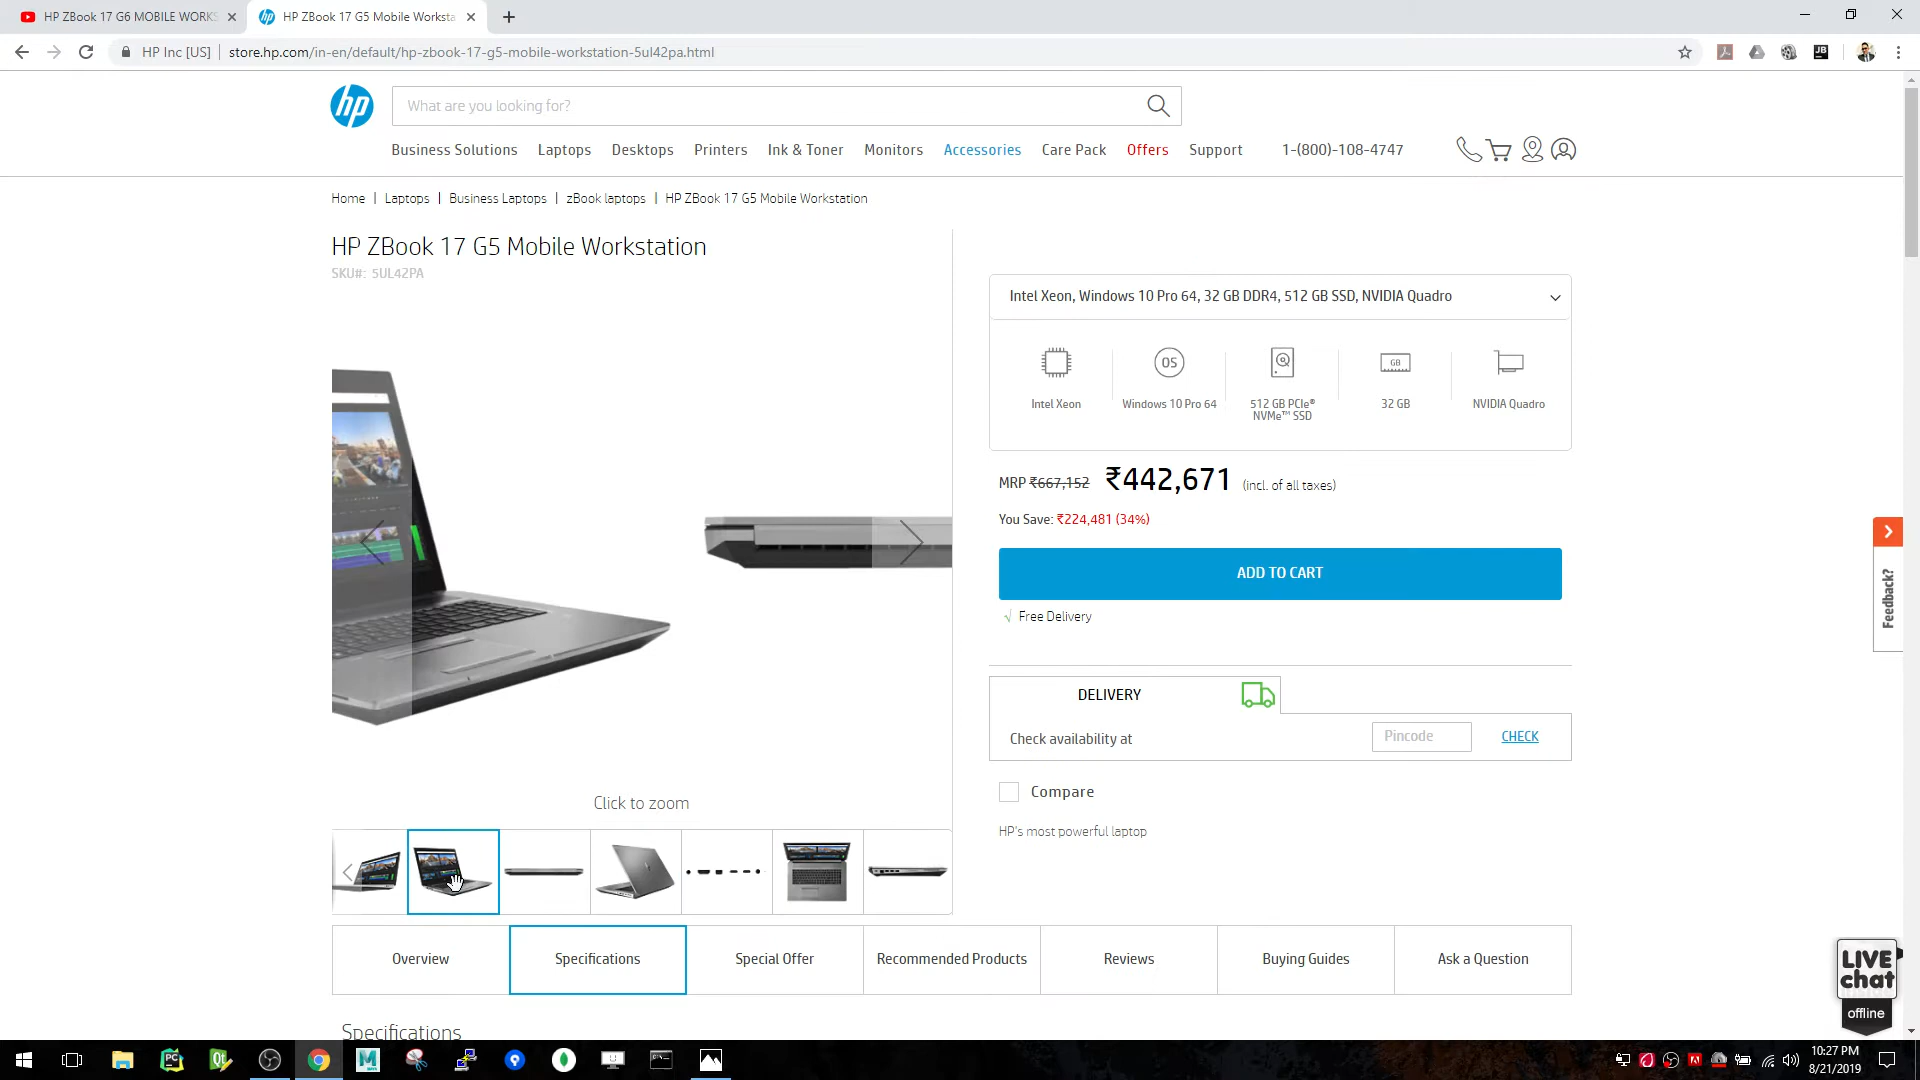 HP ZBook 17 G6 MOBILE WORKS
HP ZBook 17 G5 Mobile Worksta
HP Inc [US]
store.hp.com/in-en/default/hp-zbook-17-g5-mobile-workstation-5ul42pa.html
JB
hp
What are you looking for?
Business Solutions Laptops Desktops Printers Ink & Toner Monitors Accessories Care Pack Offers Support 1-(800)-108-4747
Home | Laptops | Business Laptops | zBook laptops | HP ZBook 17 G5 Mobile Workstation
HP ZBook 17 G5 Mobile Workstation
SKU#: 5UL42PA
Intel Xeon, Windows 10 Pro 64, 32 GB DDR4, 512 GB SSD, NVIDIA Quadro
OS
GB
Intel Xeon
Windows 10 Pro 64
512 GB PCIe®
NVMe™ SSD
32 GB
NVIDIA Quadro
MRP ₹667,152 ₹442,671 (incl. of all taxes)
You Save: ₹224,481 (34%)
ADD TO CART
√ Free Delivery
Feedback?
DELIVERY
Check availability at
Pincode
CHECK
Compare
HP's most powerful laptop
Click to zoom
Overview
Specifications
Special Offer
Recommended Products
Reviews
Buying Guides
Ask a Question
LIVE
chat
offline
Specifications
PC
Qt
M
10:27 PM
8/21/2019